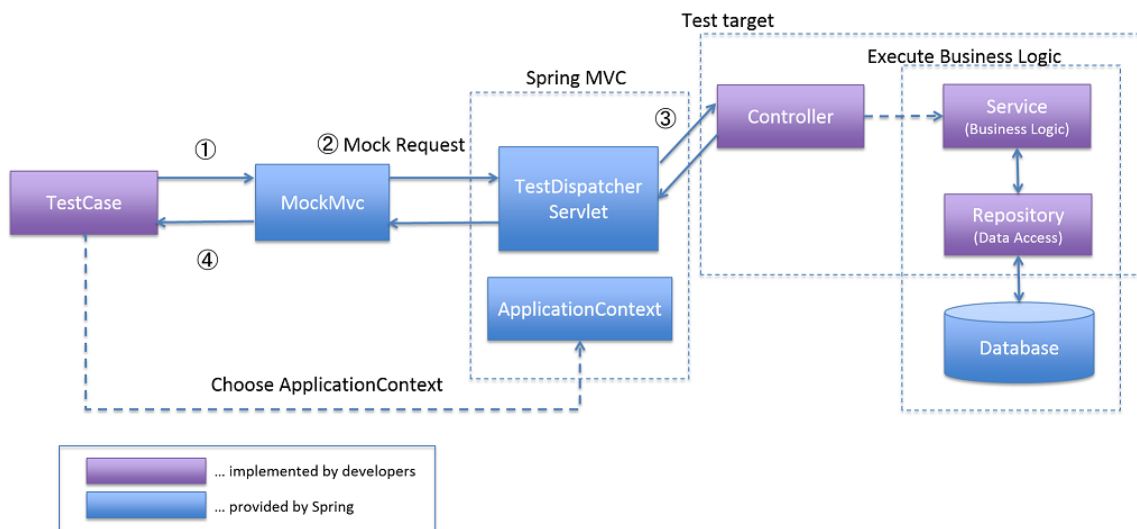 Test target
Execute Business Logic
Spring MVC
③
Controller
Service
(Business Logic)
①
② Mock Request
TestCase
MockMvc
TestDispatcher
Servlet
Repository
(Data Access)
④
ApplicationContext
Database
Choose ApplicationContext
... implemented by developers
... provided by Spring